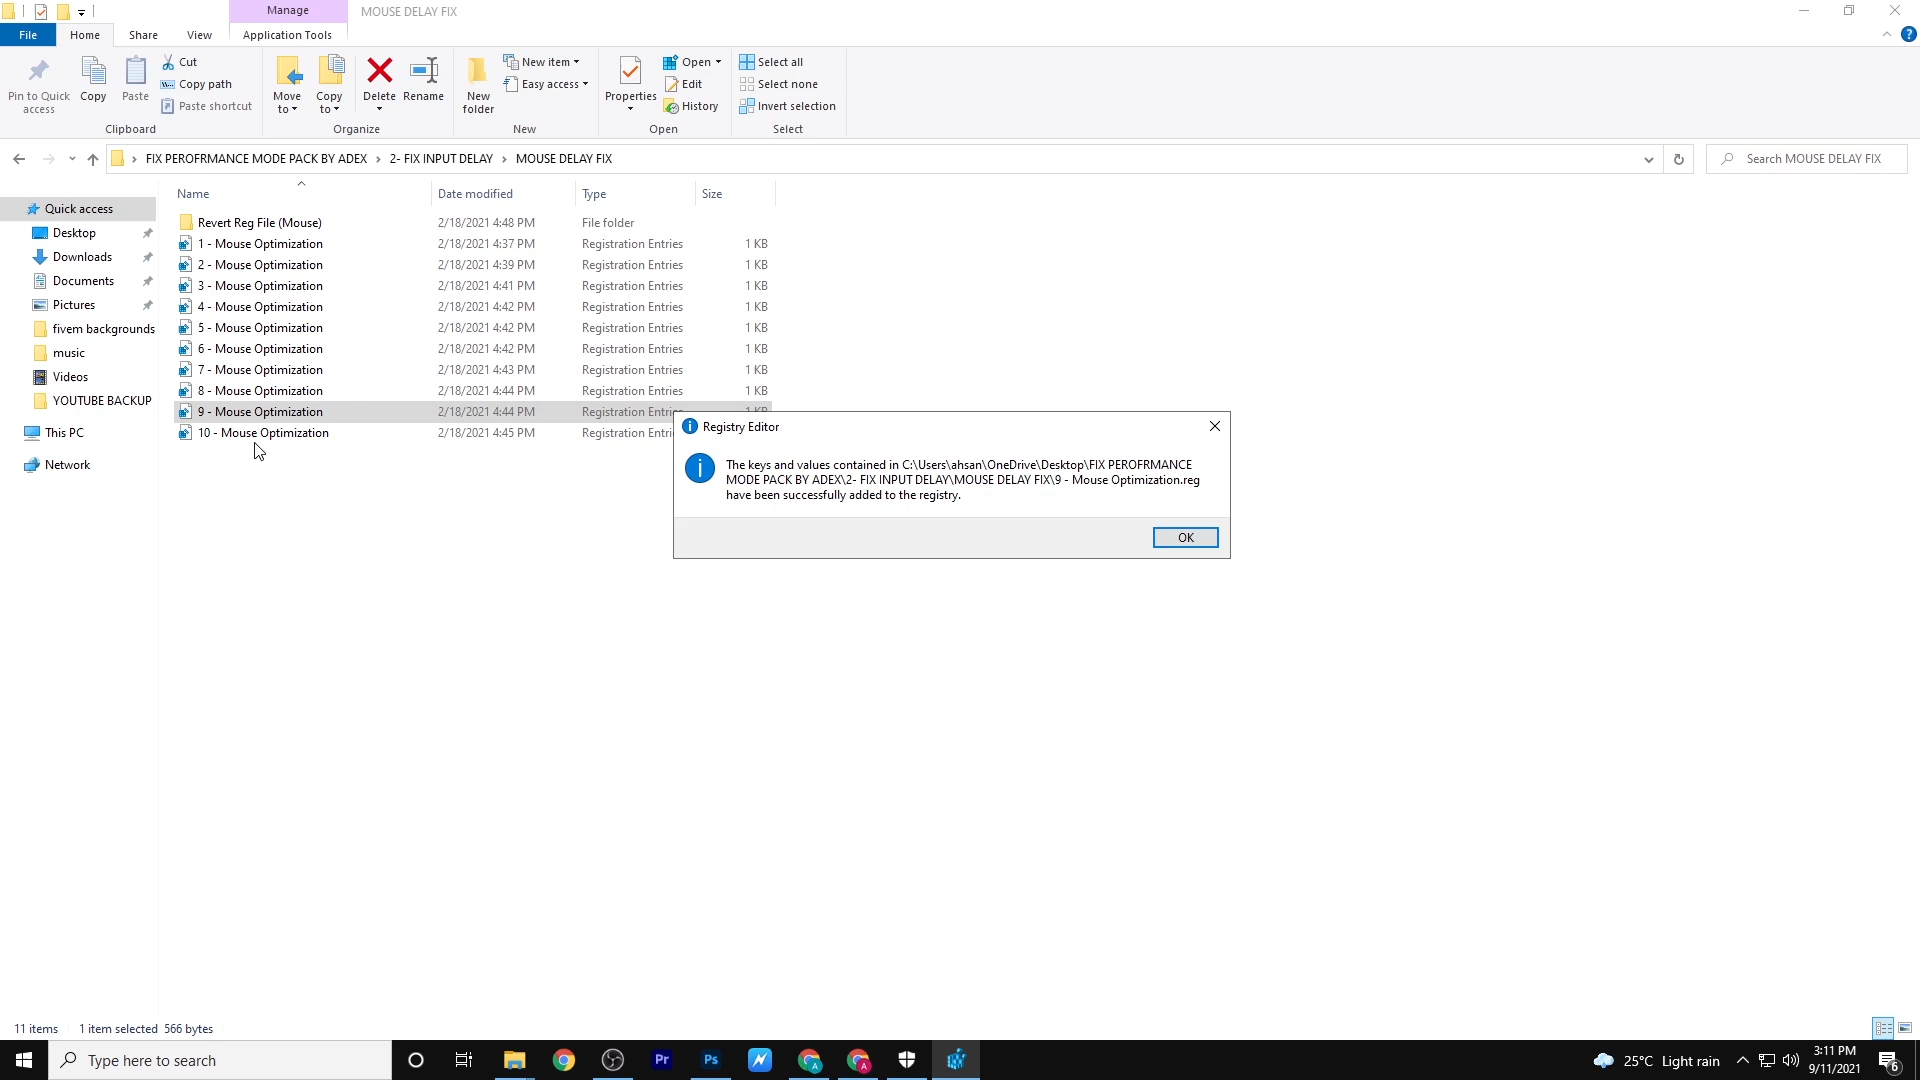 Manage
MOUSE DELAY FIX
File
Home
Share
View
Application Tools
Pin to Quick access
Copy
Paste
Cut
Copy path
Paste shortcut
Clipboard
Move to
Copy to
Delete
Rename
Organize
New folder
New item
Easy access
New
Properties
Open
Edit
History
Open
Select all
Select none
Invert selection
Select
FIX PEROFRMANCE MODE PACK BY ADEX > 2- FIX INPUT DELAY > MOUSE DELAY FIX
Search MOUSE DELAY FIX
Quick access
Desktop
Downloads
Documents
Pictures
fivem backgrounds
music
Videos
YOUTUBE BACKUP
This PC
Network
Name Date modified Type Size
Revert Reg File (Mouse) 2/18/2021 4:48 PM File folder
1 - Mouse Optimization 2/18/2021 4:37 PM Registration Entries 1 KB
2 - Mouse Optimization 2/18/2021 4:39 PM Registration Entries 1 KB
3 - Mouse Optimization 2/18/2021 4:41 PM Registration Entries 1 KB
4 - Mouse Optimization 2/18/2021 4:42 PM Registration Entries 1 KB
5 - Mouse Optimization 2/18/2021 4:42 PM Registration Entries 1 KB
6 - Mouse Optimization 2/18/2021 4:42 PM Registration Entries 1 KB
7 - Mouse Optimization 2/18/2021 4:43 PM Registration Entries 1 KB
8 - Mouse Optimization 2/18/2021 4:44 PM Registration Entries 1 KB
9 - Mouse Optimization 2/18/2021 4:44 PM Registration Entries 1 KB
10 - Mouse Optimization 2/18/2021 4:45 PM Registration Entri
Registry Editor
The keys and values contained in C:\Users\ahsan\OneDrive\Desktop\FIX PEROFRMANCE
MODE PACK BY ADEX\2- FIX INPUT DELAY\MOUSE DELAY FIX\9 - Mouse Optimization.reg
have been successfully added to the registry.
OK
11 items 1 item selected 566 bytes
Type here to search
Pr
Ps
A
A
25°C Light rain
3:11 PM
9/11/2021
6